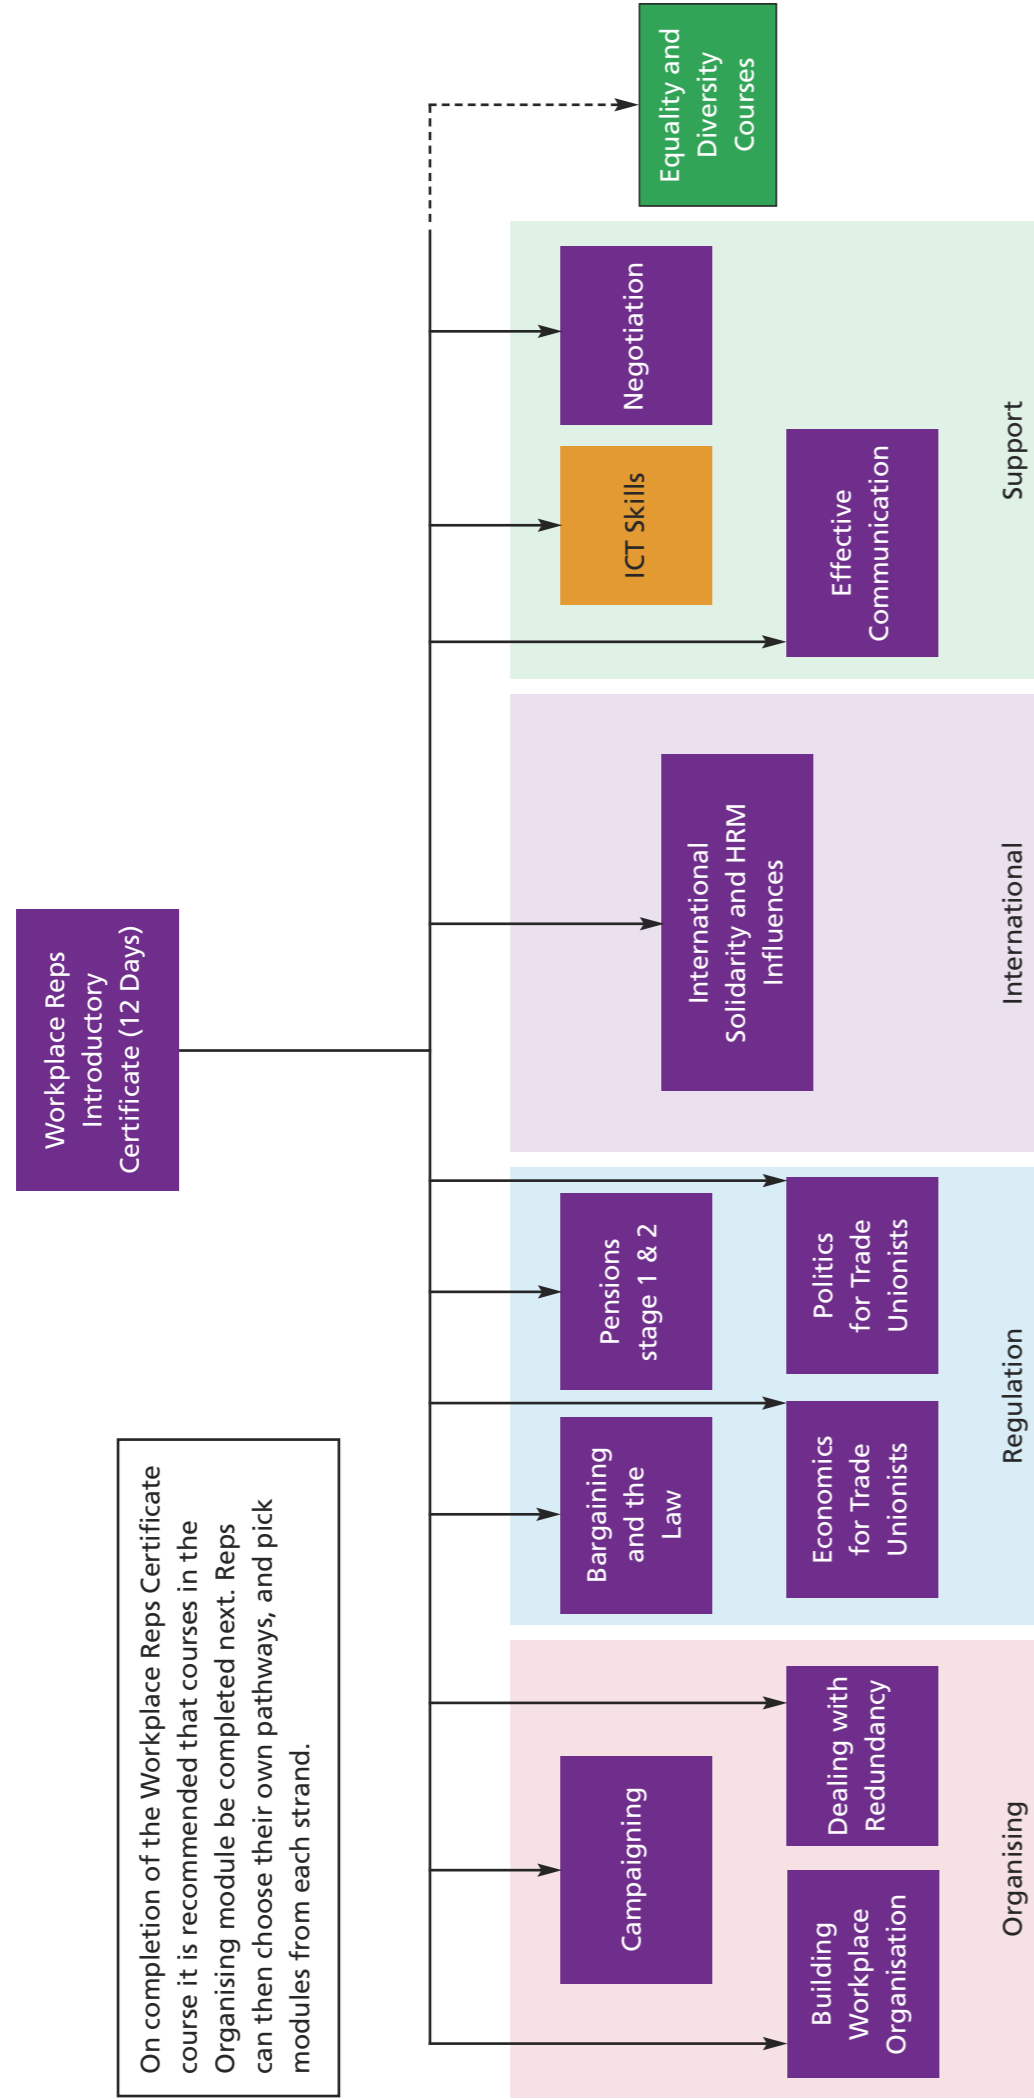 Workplace Reps
Introductory
Certificate (12 Days)
On completion of the Workplace Reps Certificate
course it is recommended that courses in the
Organising module be completed next. Reps
can then choose their own pathways, and pick
modules from each strand.
Campaigning
Building
Workplace
Organisation
Dealing with
Redundancy
Organising
Bargaining
and the
Law
Pensions
stage 1 & 2
Economics
for Trade
Unionists
Politics
for Trade
Unionists
Regulation
International
Solidarity and HRM
Influences
International
ICT Skills
Negotiation
Effective
Communication
Support
Equality and
Diversity
Courses